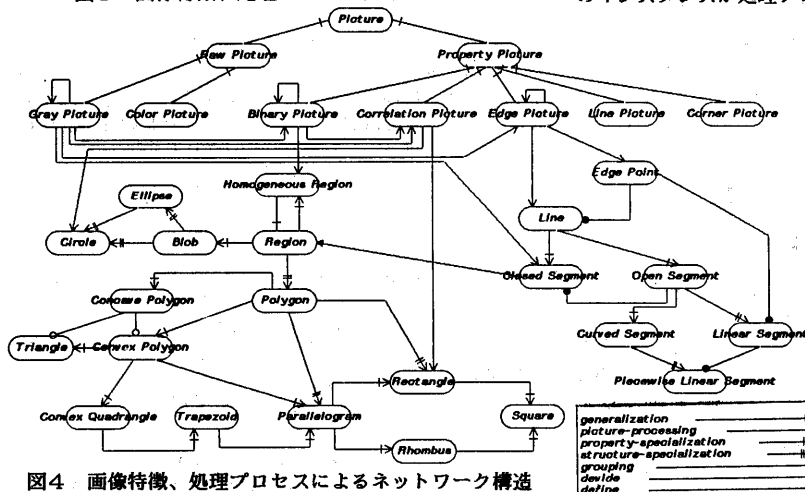 Picture
Raw Picture
Property Picture
Gray Picture
Color Picture
Binary Picture
Correlation Picture
Edge Picture
Line Picture
Corner Picture
Homogeneous Region
Edge Point
Ellipse
Line
Circle
Blob
Region
Closed Segment
Open Segment
Concave Polygon
Polygon
Triangle
Convex Polygon
Curved Segment
Linear Segment
Rectangle
Piecewise Linear Segment
Convex Quadrangle
Trapezoid
Parallelogram
Square
Rhombus
generalization
picture-processing
property-specialization
structure-specialization
grouping
devide
define
図4 画像特徴、処理プロセスによるネットワーク構造